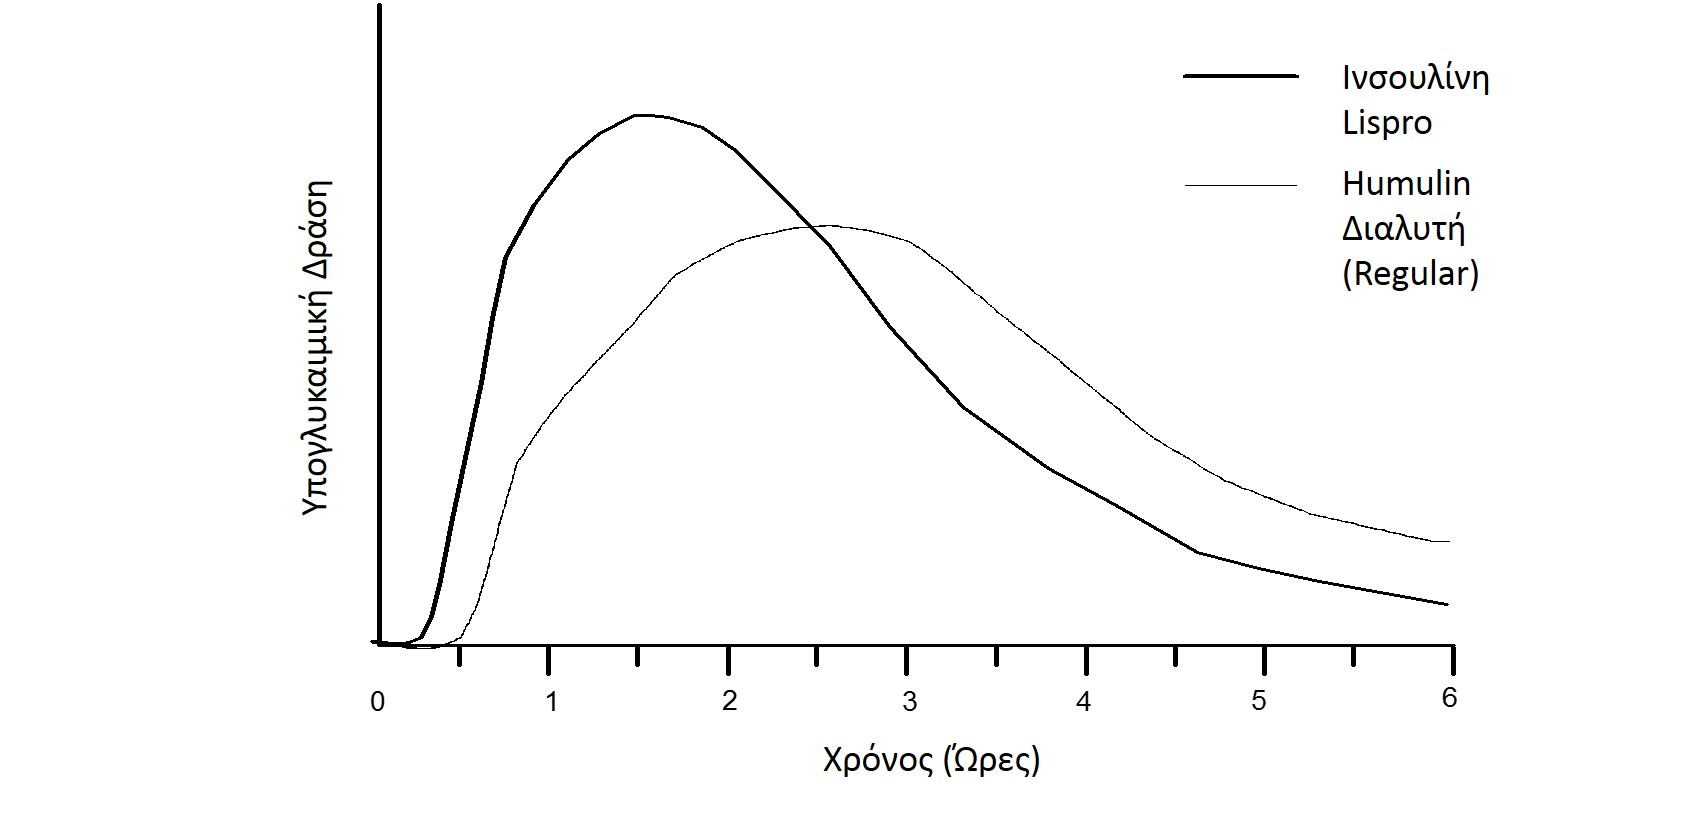 Ινσουλίνη
Lispro
Humulin
Διαλυτή
(Regular)
Υπογλυκαιμική Δράση
0 1 2 3 4 5 6
Χρόνος (Ώρες)